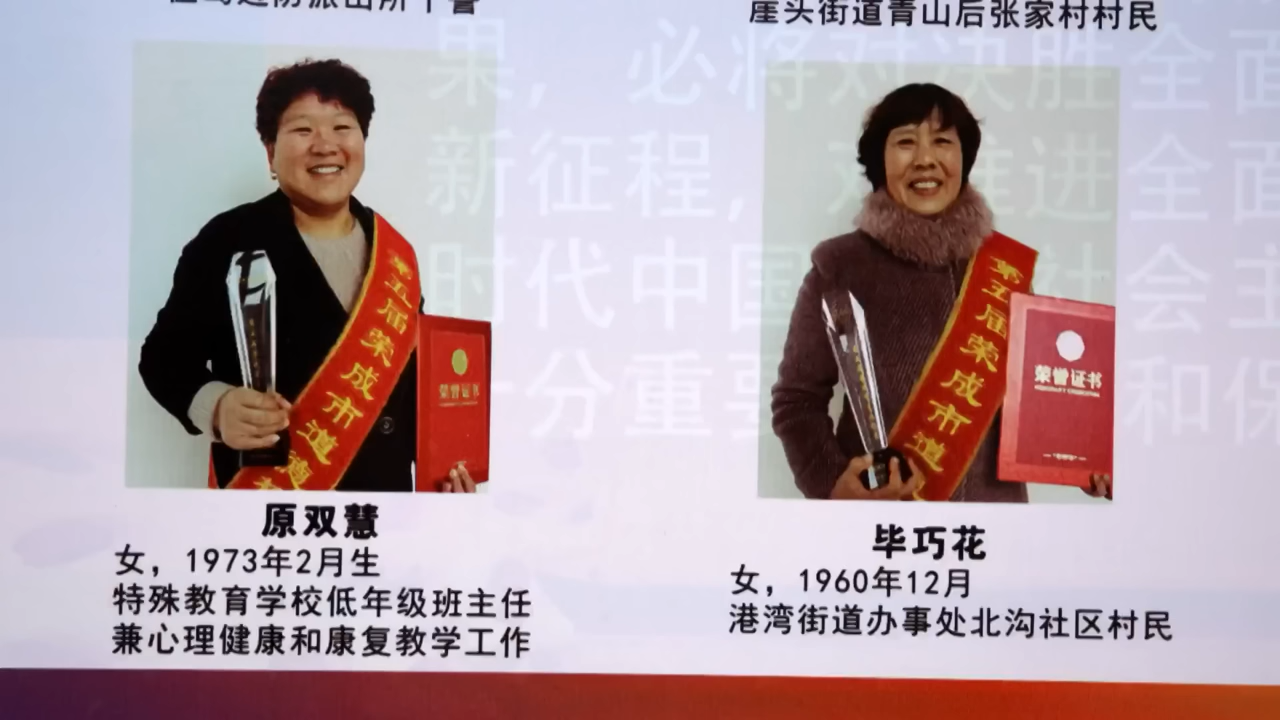 崖头街道青山后张家村村民
果，必将对决胜全面
新征程，对推进全面
时代中国 社会主
分重要 和保
第五届荣成市道
荣誉证书
第五届荣成市道
荣誉证书
原双慧
女，1973年2月生
特殊教育学校低年级班主任
兼心理健康和康复教学工作
毕巧花
女，1960年12月
港湾街道办事处北沟社区村民